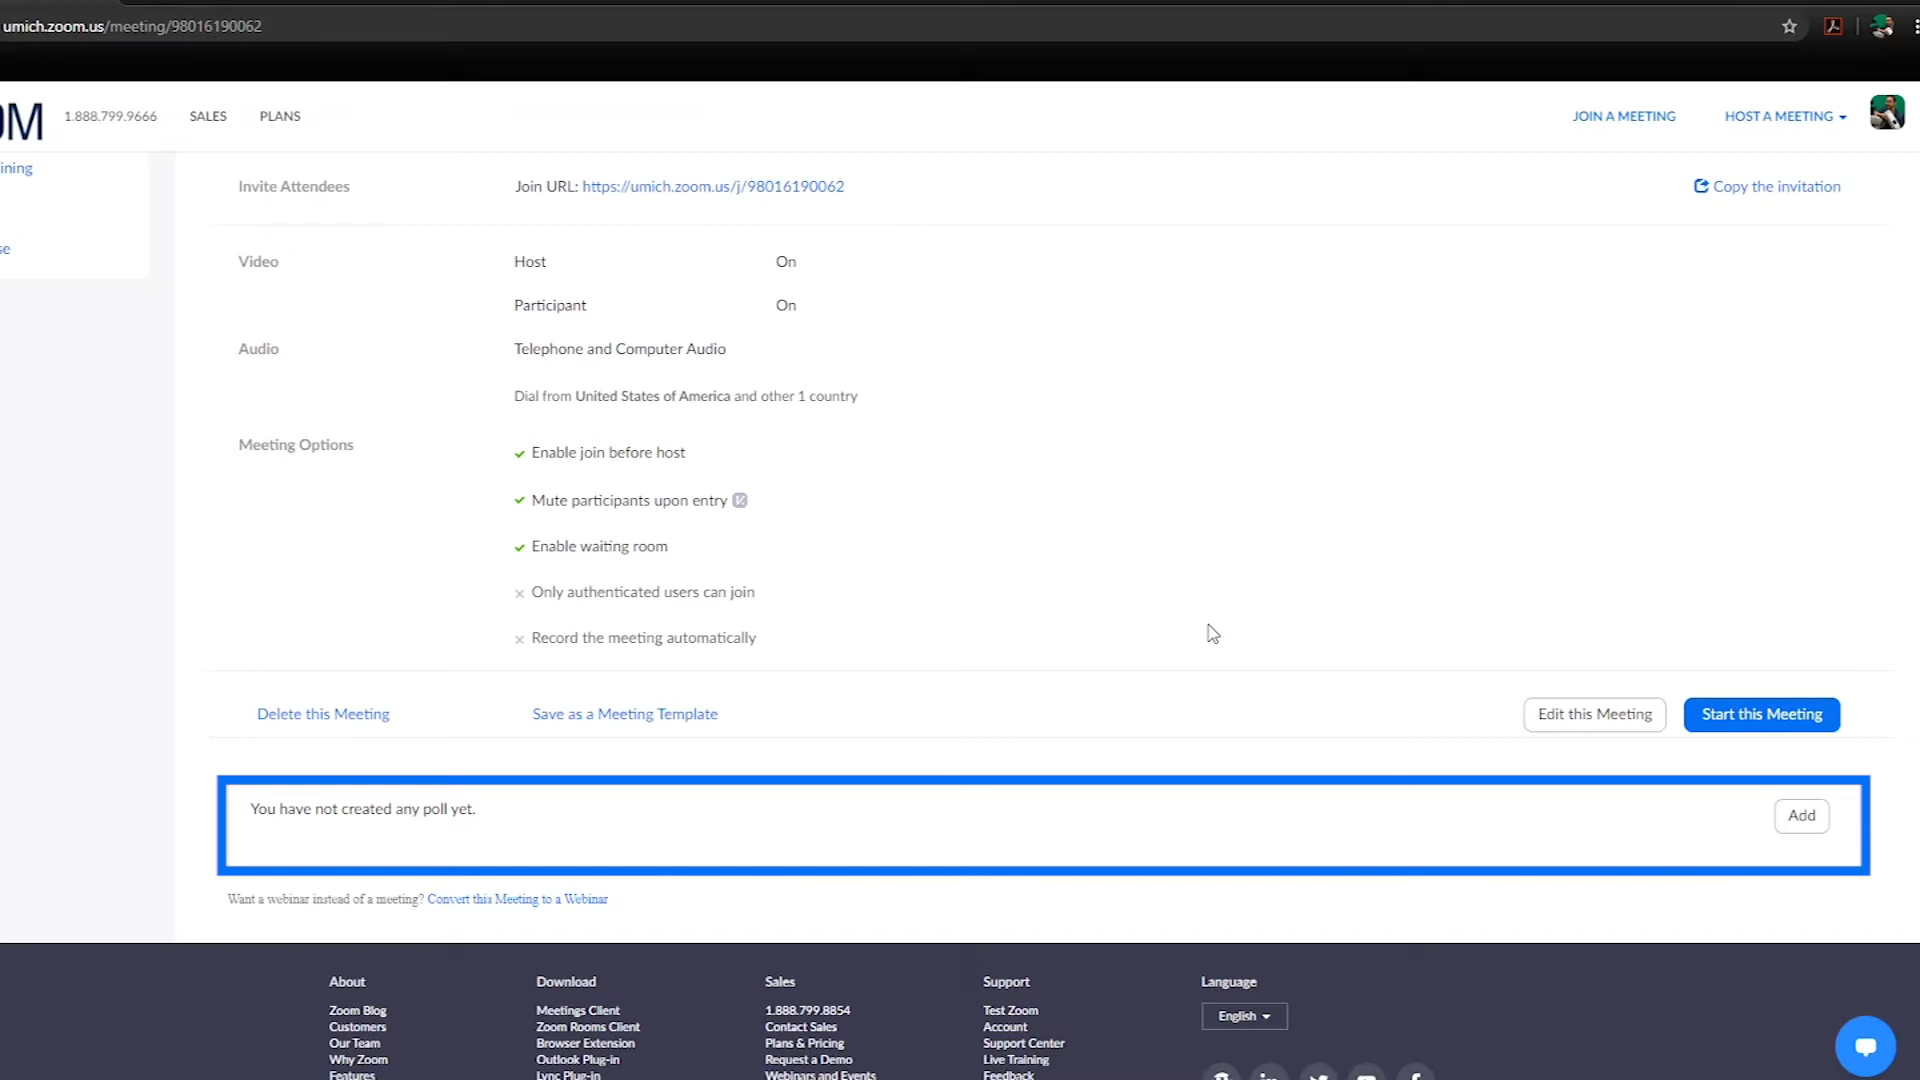 umich.zoom.us/meeting/98016190062
OM 1.888.799.9666 SALES PLANS JOIN A MEETING HOST A MEETING
ining
se
Invite Attendees Join URL: https://umich.zoom.us/j/98016190062 Copy the invitation
Video Host On
Participant On
Audio Telephone and Computer Audio
Dial from United States of America and other 1 country
Meeting Options Enable join before host
Mute participants upon entry
Enable waiting room
Only authenticated users can join
Record the meeting automatically
Delete this Meeting Save as a Meeting Template Edit this Meeting Start this Meeting
You have not created any poll yet. Add
Want a webinar instead of a meeting? Convert this Meeting to a Webinar
About Download Sales Support Language
Zoom Blog Meetings Client 1.888.799.8854 Test Zoom English
Customers Zoom Rooms Client Contact Sales Account
Our Team Browser Extension Plans & Pricing Support Center
Why Zoom Outlook Plug-in Request a Demo Live Training
Features Lync Plug-in Webinars and Events Feedback